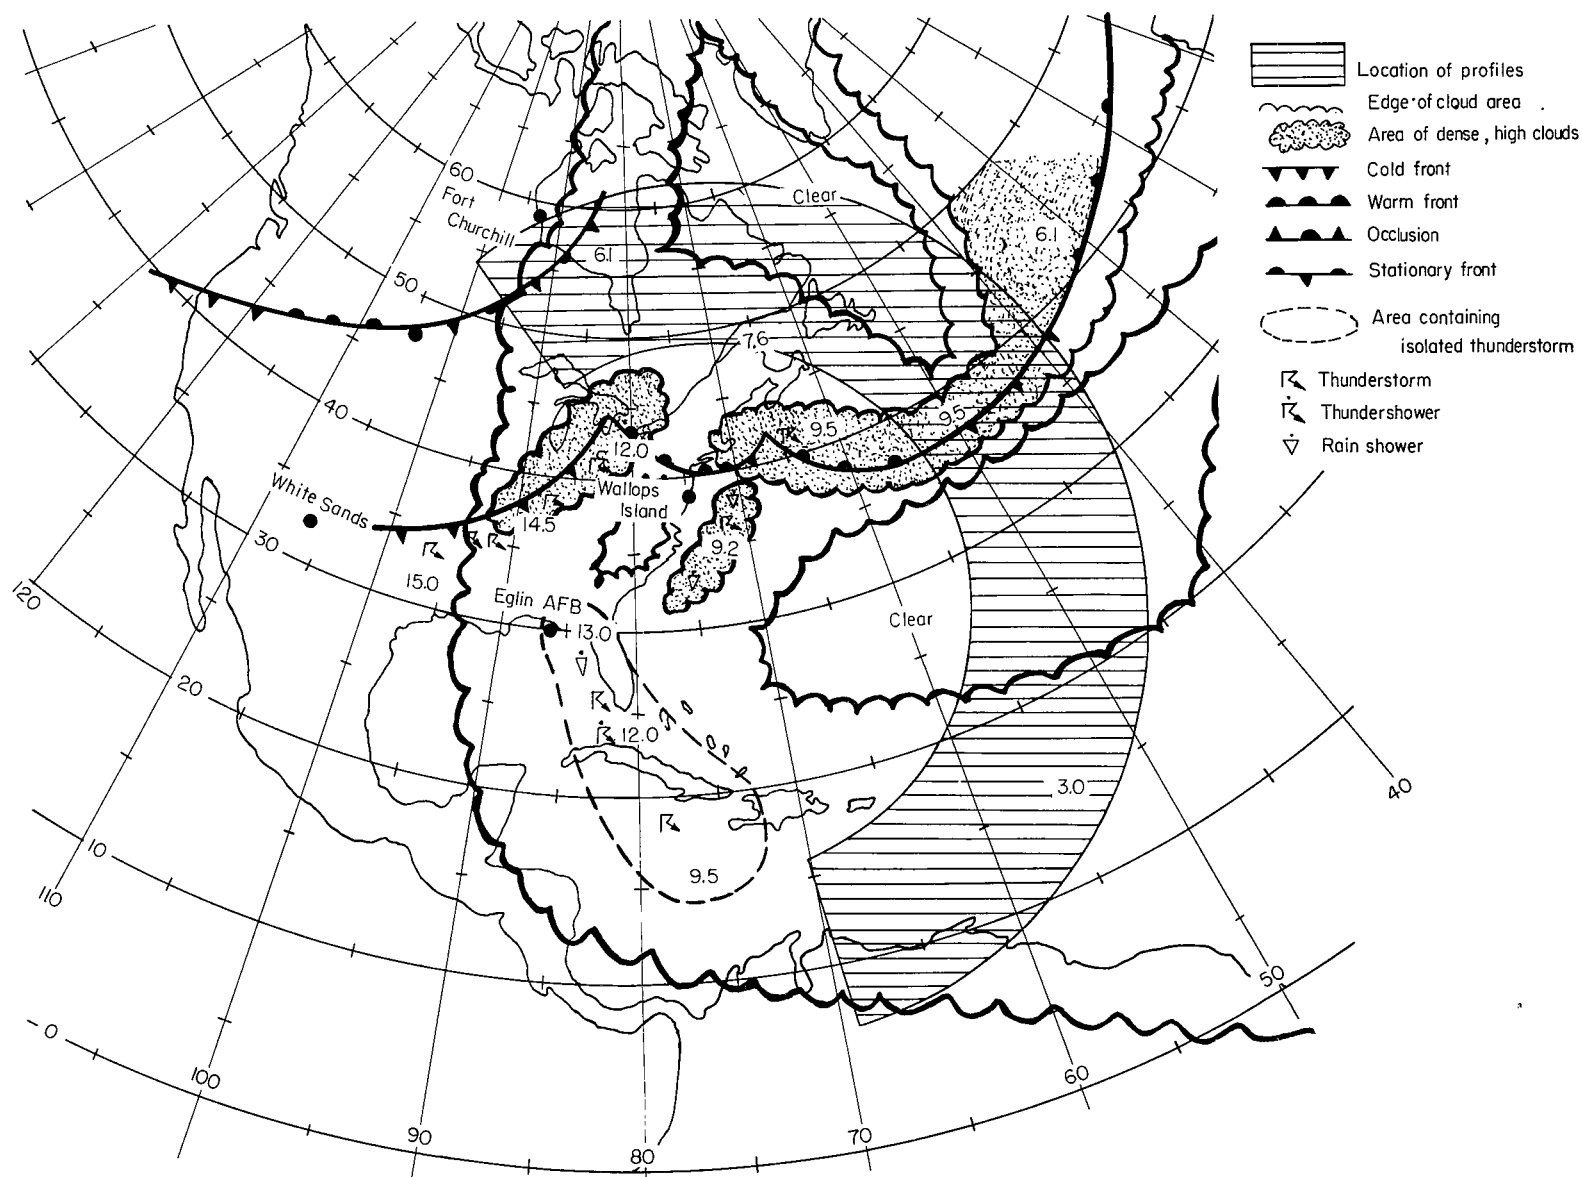 Location of profiles
Edge of cloud area
Area of dense, high clouds
Cold front
Warm front
Occlusion
Stationary front
Area containing
isolated thunderstorm
Thunderstorm
Thundershower
Rain shower
60
Fort
Churchill
Clear
6.1
6.1
50
7.6
40
9.5
9.5
12.0
White Sands
Wallops
Island
14.5
30
9.2
15.0
120
Eglin AFB
13.0
Clear
20
12.0
3.0
40
10
9.5
110
50
0
100
60
90
70
80